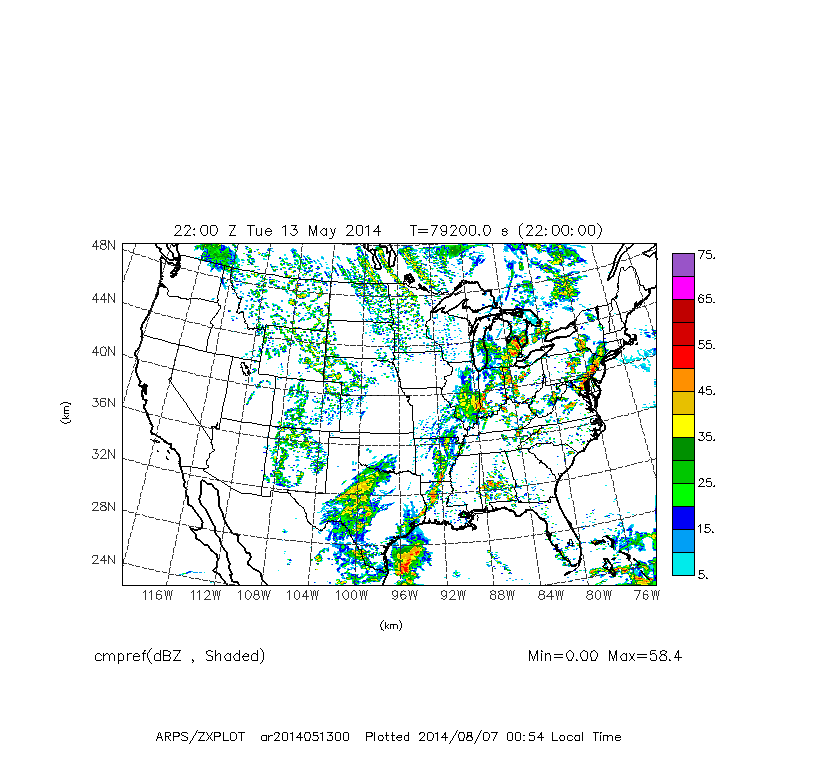 22:00 Z Tue 13 May 2014 T=79200.0 s (22:00:00)
48N
44N
40N
36N
32N
28N
24N
(km)
75.
65.
55.
45.
35.
25.
15.
5.
116W 112W 108W 104W 100W 96W 92W 88W 84W 80W 76W
(km)
cmpref(dBZ , Shaded) Min=0.00 Max=58.4
ARPS/ZXPLOT ar2014051300 Plotted 2014/08/07 00:54 Local Time